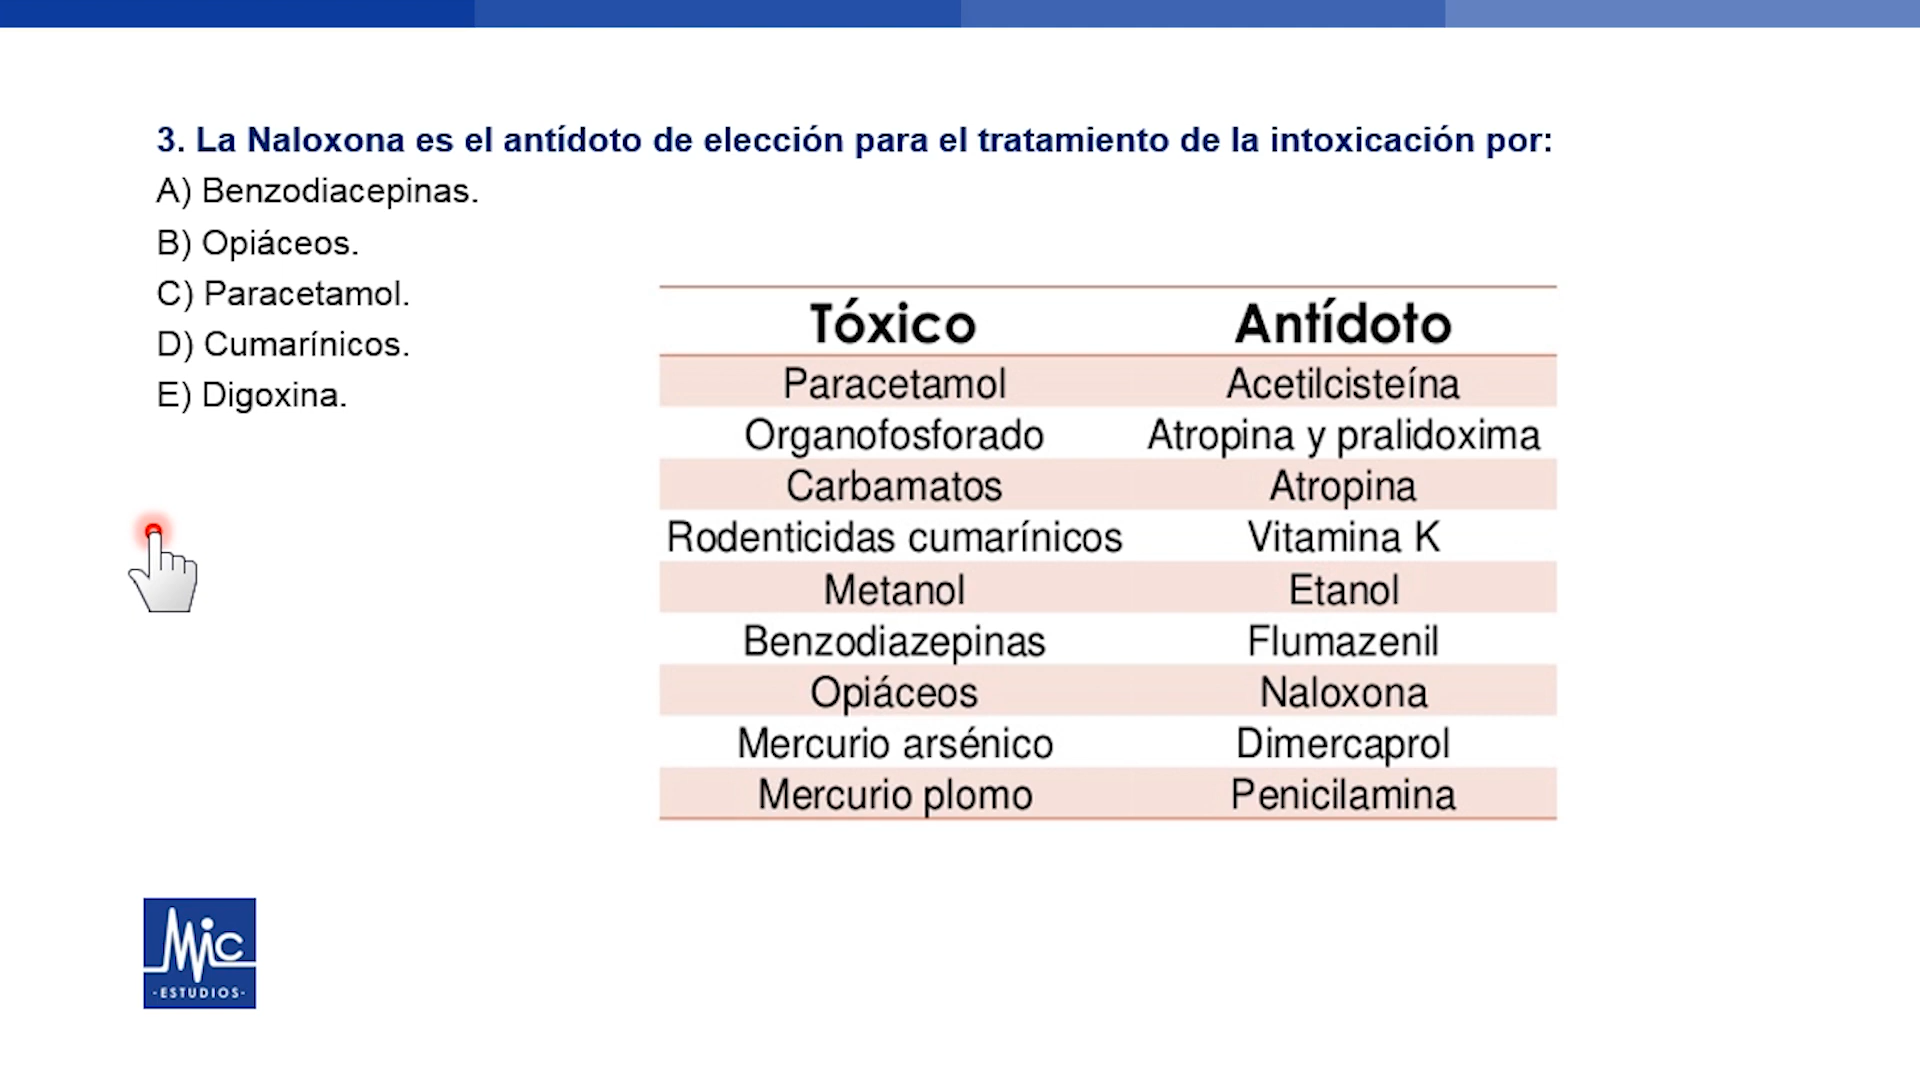 3. La Naloxona es el antídoto de elección para el tratamiento de la intoxicación por:
A) Benzodiacepinas.
B) Opiáceos.
C) Paracetamol.
D) Cumarínicos.
E) Digoxina.
Tóxico Antídoto
Paracetamol Acetilcisteína
Organofosforado Atropina y pralidoxima
Carbamatos Atropina
Rodenticidas cumarínicos Vitamina K
Metanol Etanol
Benzodiazepinas Flumazenil
Opiáceos Naloxona
Mercurio arsénico Dimercaprol
Mercurio plomo Penicilamina
Mic
-ESTUDIOS-